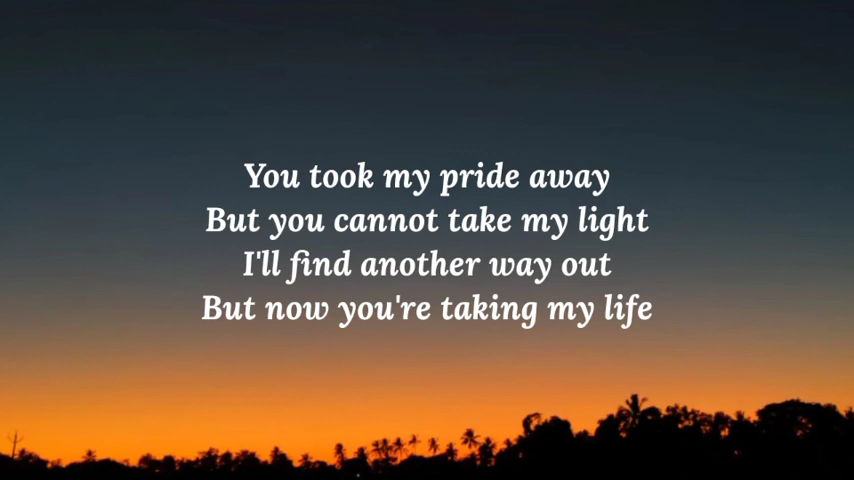 You took my pride away
But you cannot take my light
I'll find another way out
But now you're taking my life